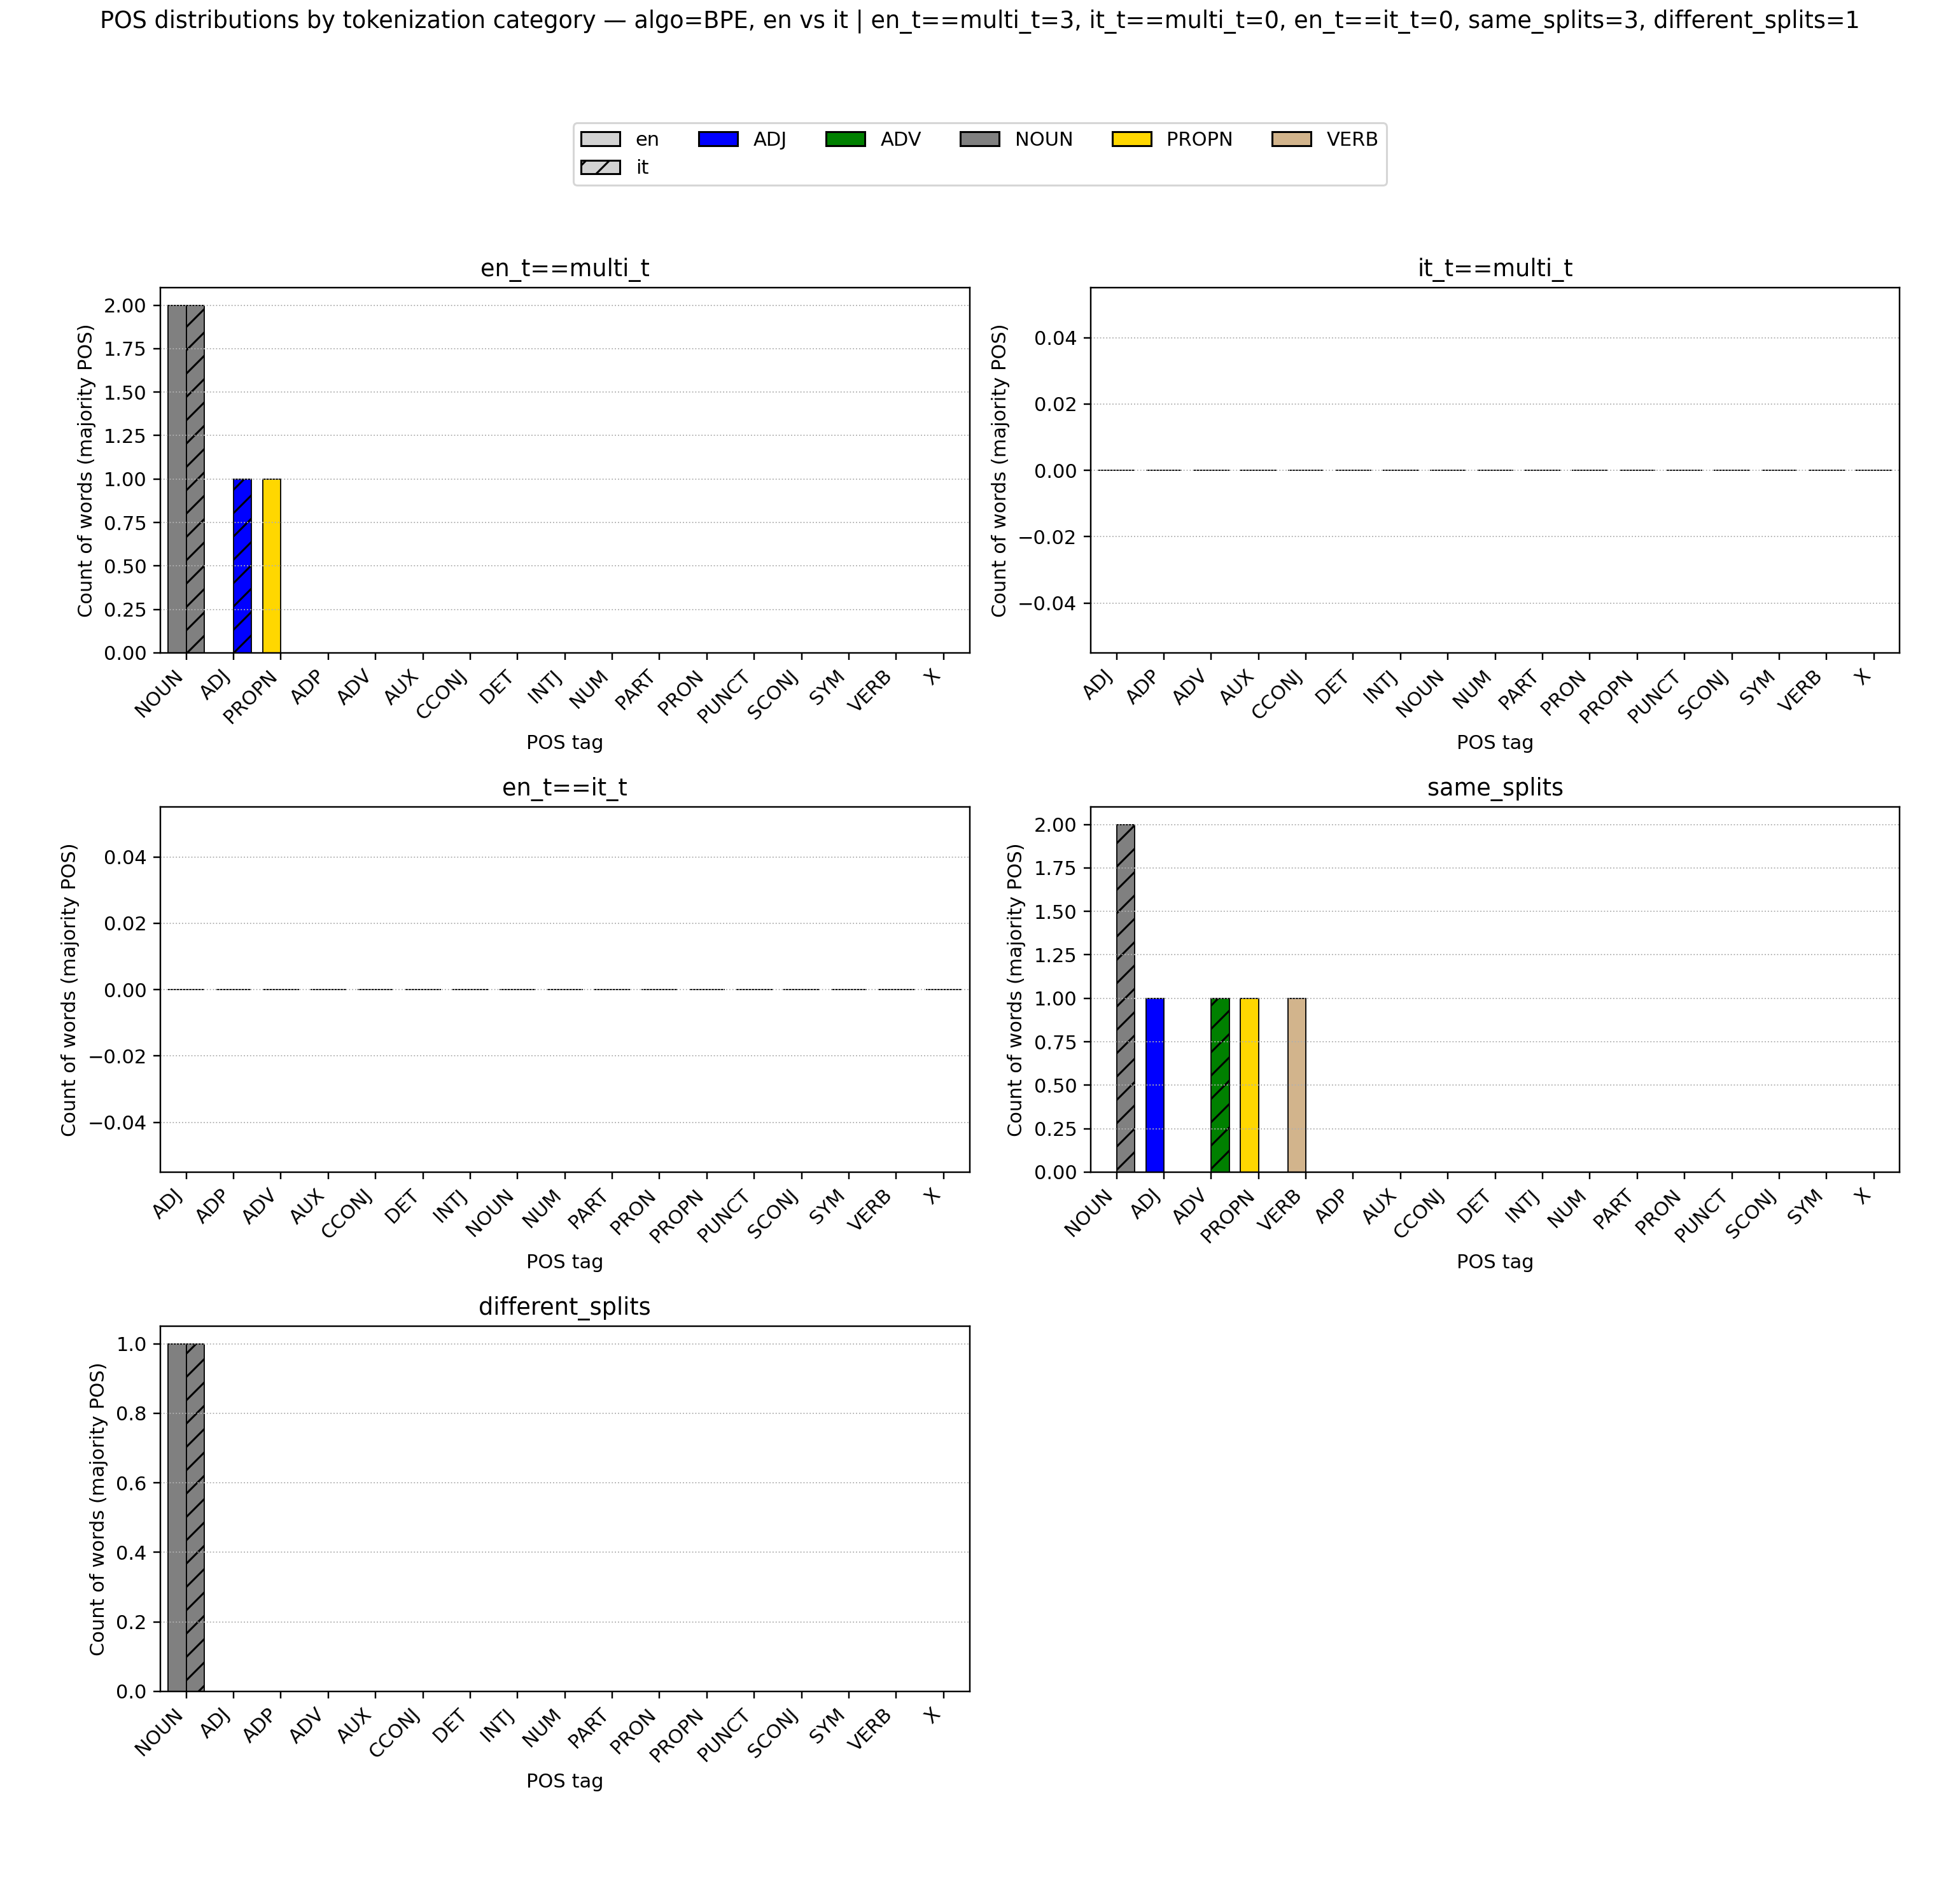 POS distributions by tokenization category — algo=BPE, en vs it | en_t==multi_t=3, it_t==multi_t=0, en_t==it_t=0, same_splits=3, different_splits=1
en ADJ ADV NOUN PROPN VERB
it
en_t==multi_t
Count of words (majority POS)
2.00
1.75
1.50
1.25
1.00
0.75
0.50
0.25
0.00
NOUN ADJ PROPN ADP ADV AUX CCONJ DET INTJ NUM PART PRON PUNCT SCONJ SYM VERB X
POS tag
it_t==multi_t
Count of words (majority POS)
0.04
0.02
0.00
−0.02
−0.04
ADJ ADP ADV AUX CCONJ DET INTJ NOUN NUM PART PRON PROPN PUNCT SCONJ SYM VERB X
POS tag
en_t==it_t
Count of words (majority POS)
0.04
0.02
0.00
−0.02
−0.04
ADJ ADP ADV AUX CCONJ DET INTJ NOUN NUM PART PRON PROPN PUNCT SCONJ SYM VERB X
POS tag
same_splits
Count of words (majority POS)
2.00
1.75
1.50
1.25
1.00
0.75
0.50
0.25
0.00
NOUN ADJ ADV PROPN VERB ADP AUX CCONJ DET INTJ NUM PART PRON PUNCT SCONJ SYM X
POS tag
different_splits
Count of words (majority POS)
1.0
0.8
0.6
0.4
0.2
0.0
NOUN ADJ ADP ADV AUX CCONJ DET INTJ NUM PART PRON PROPN PUNCT SCONJ SYM VERB X
POS tag